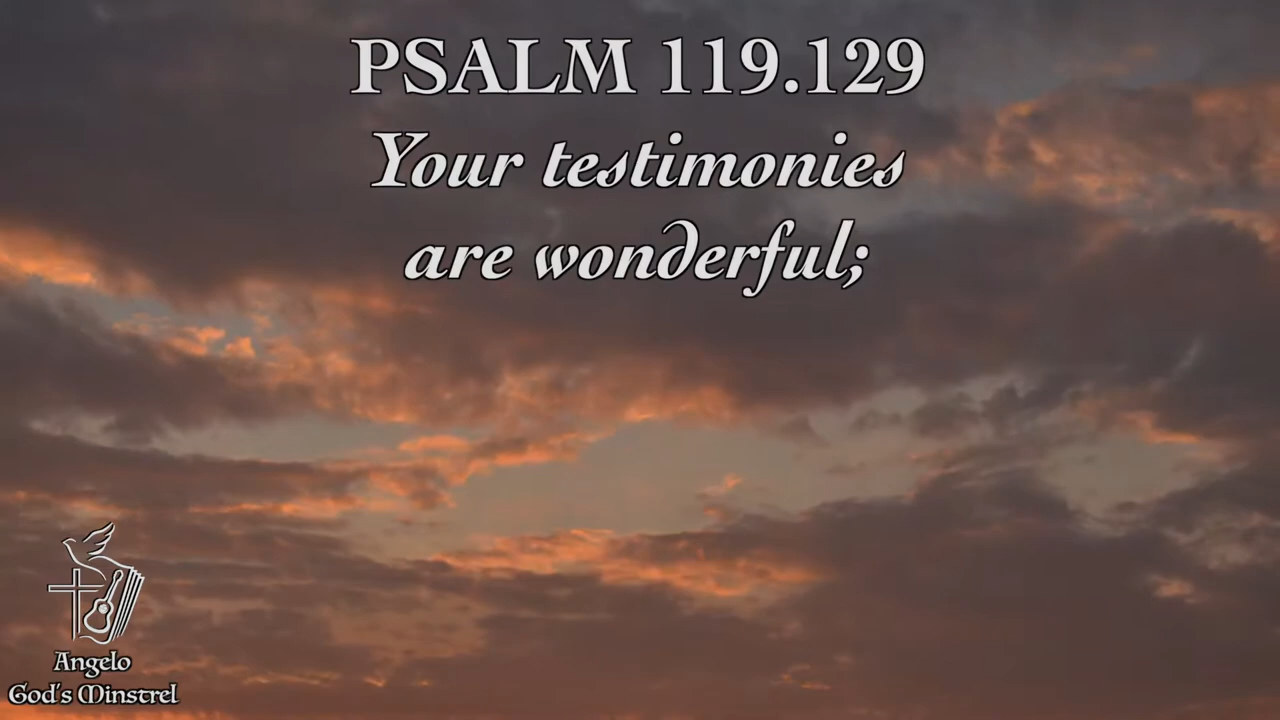 PSALM 119.129
Your testimonies
are wonderful;
Angelo
God's Minstrel